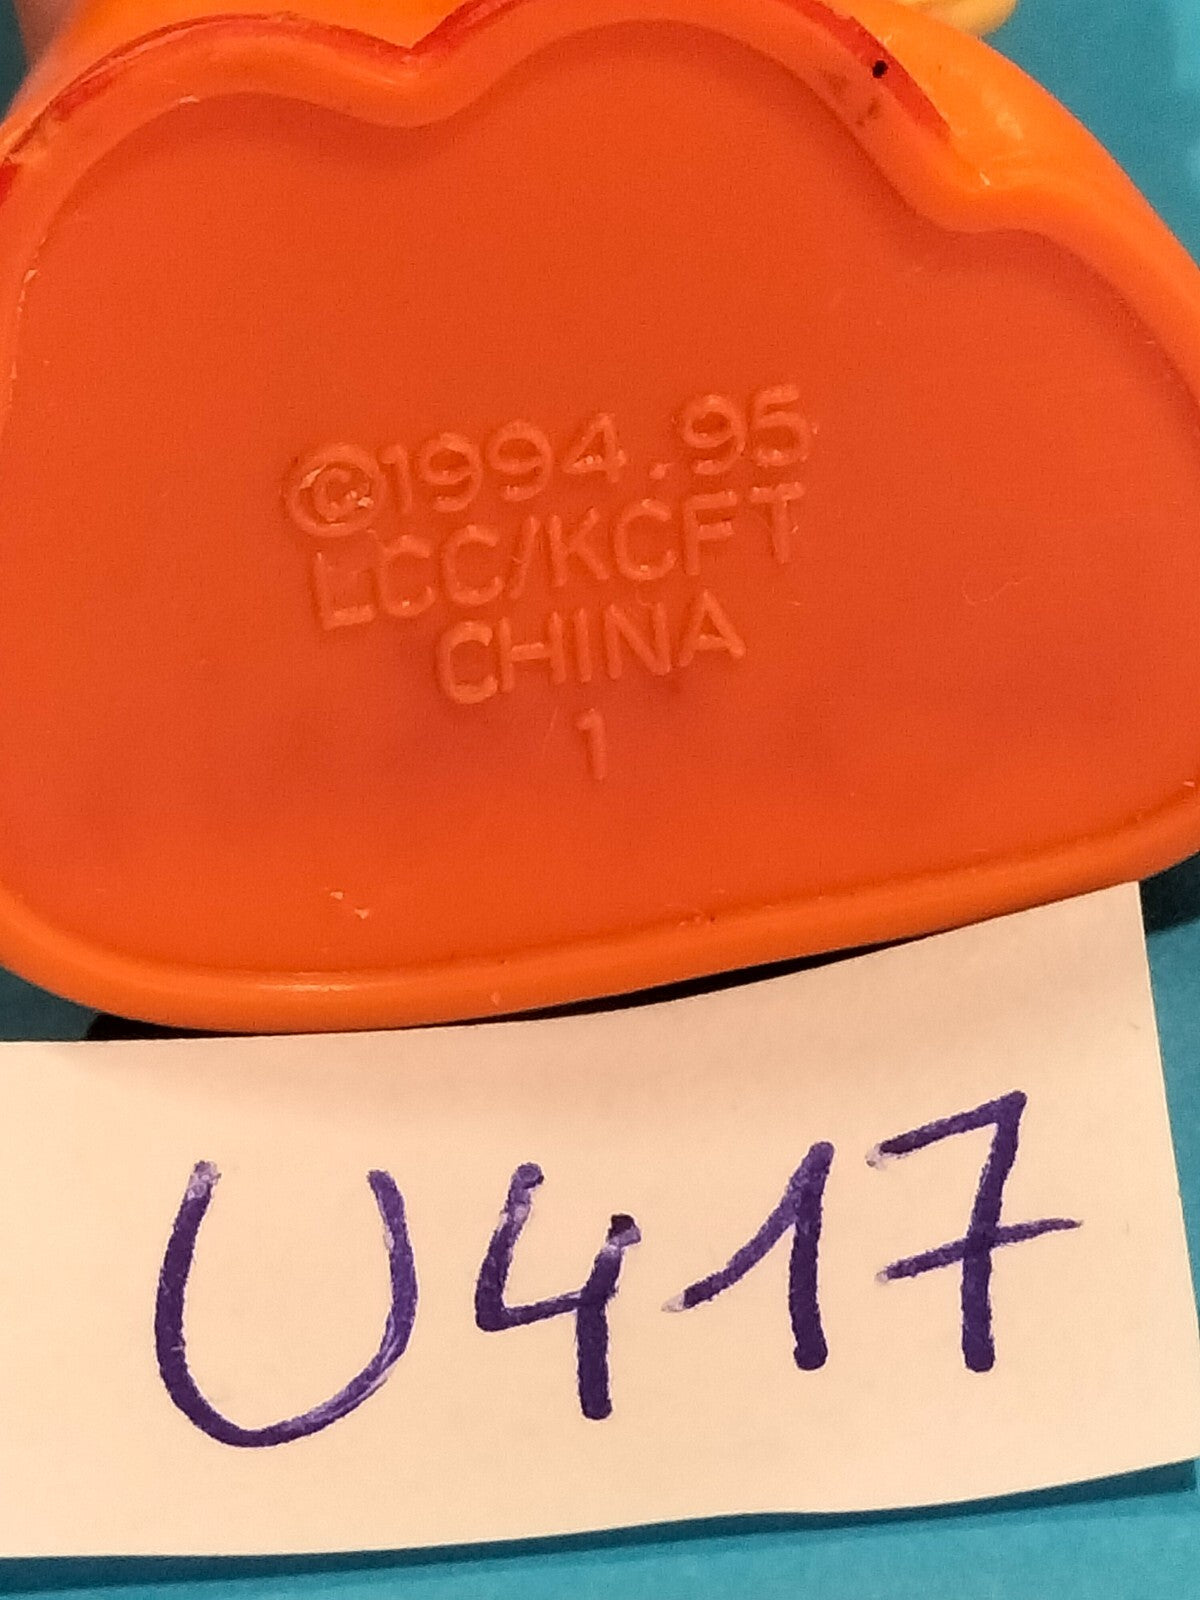 ©1994.95
LCC/KCFT
CHINA
1
U417